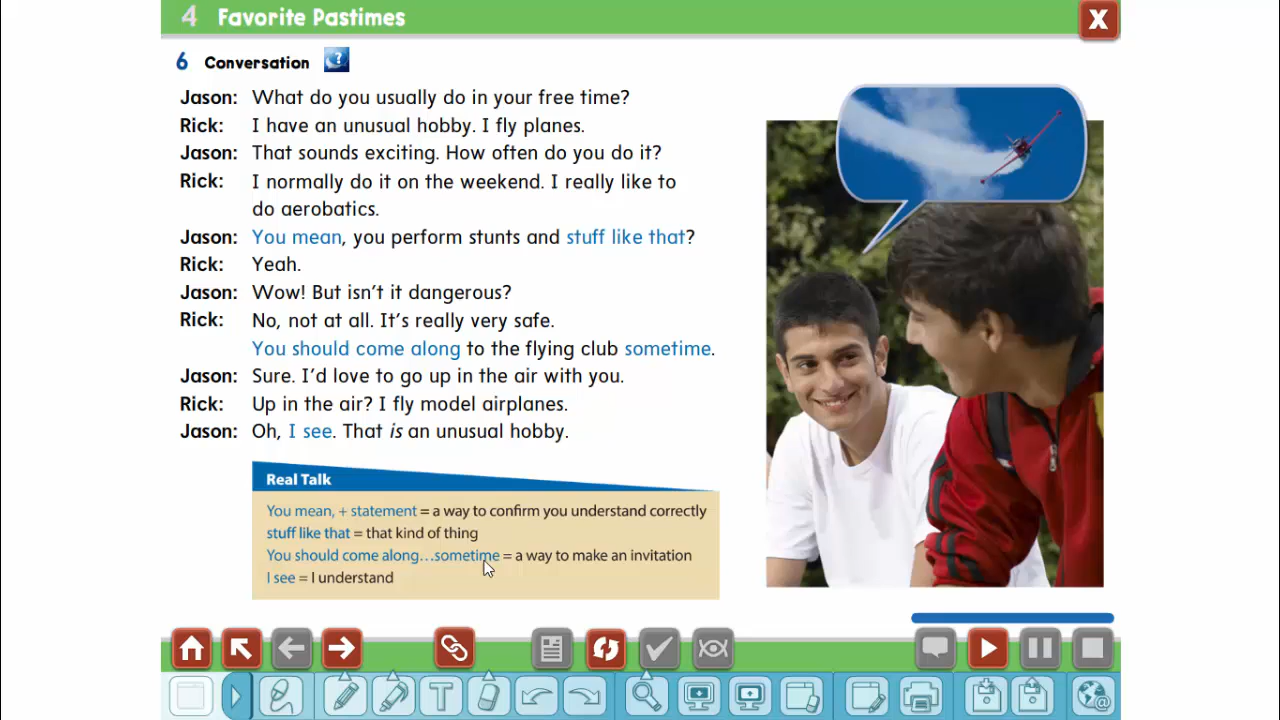 4 Favorite Pastimes
X
6 Conversation
Jason: What do you usually do in your free time?
Rick: I have an unusual hobby. I fly planes.
Jason: That sounds exciting. How often do you do it?
Rick: I normally do it on the weekend. I really like to
do aerobatics.
Jason: You mean, you perform stunts and stuff like that?
Rick: Yeah.
Jason: Wow! But isn't it dangerous?
Rick: No, not at all. It's really very safe.
You should come along to the flying club sometime.
Jason: Sure. I'd love to go up in the air with you.
Rick: Up in the air? I fly model airplanes.
Jason: Oh, I see. That is an unusual hobby.
Real Talk
You mean, + statement = a way to confirm you understand correctly
stuff like that = that kind of thing
You should come along...sometime = a way to make an invitation
I see = I understand